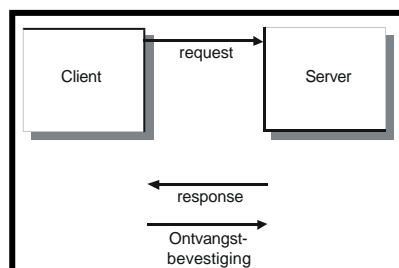 request
Client
Server
response
Ontvangst-
bevestiging